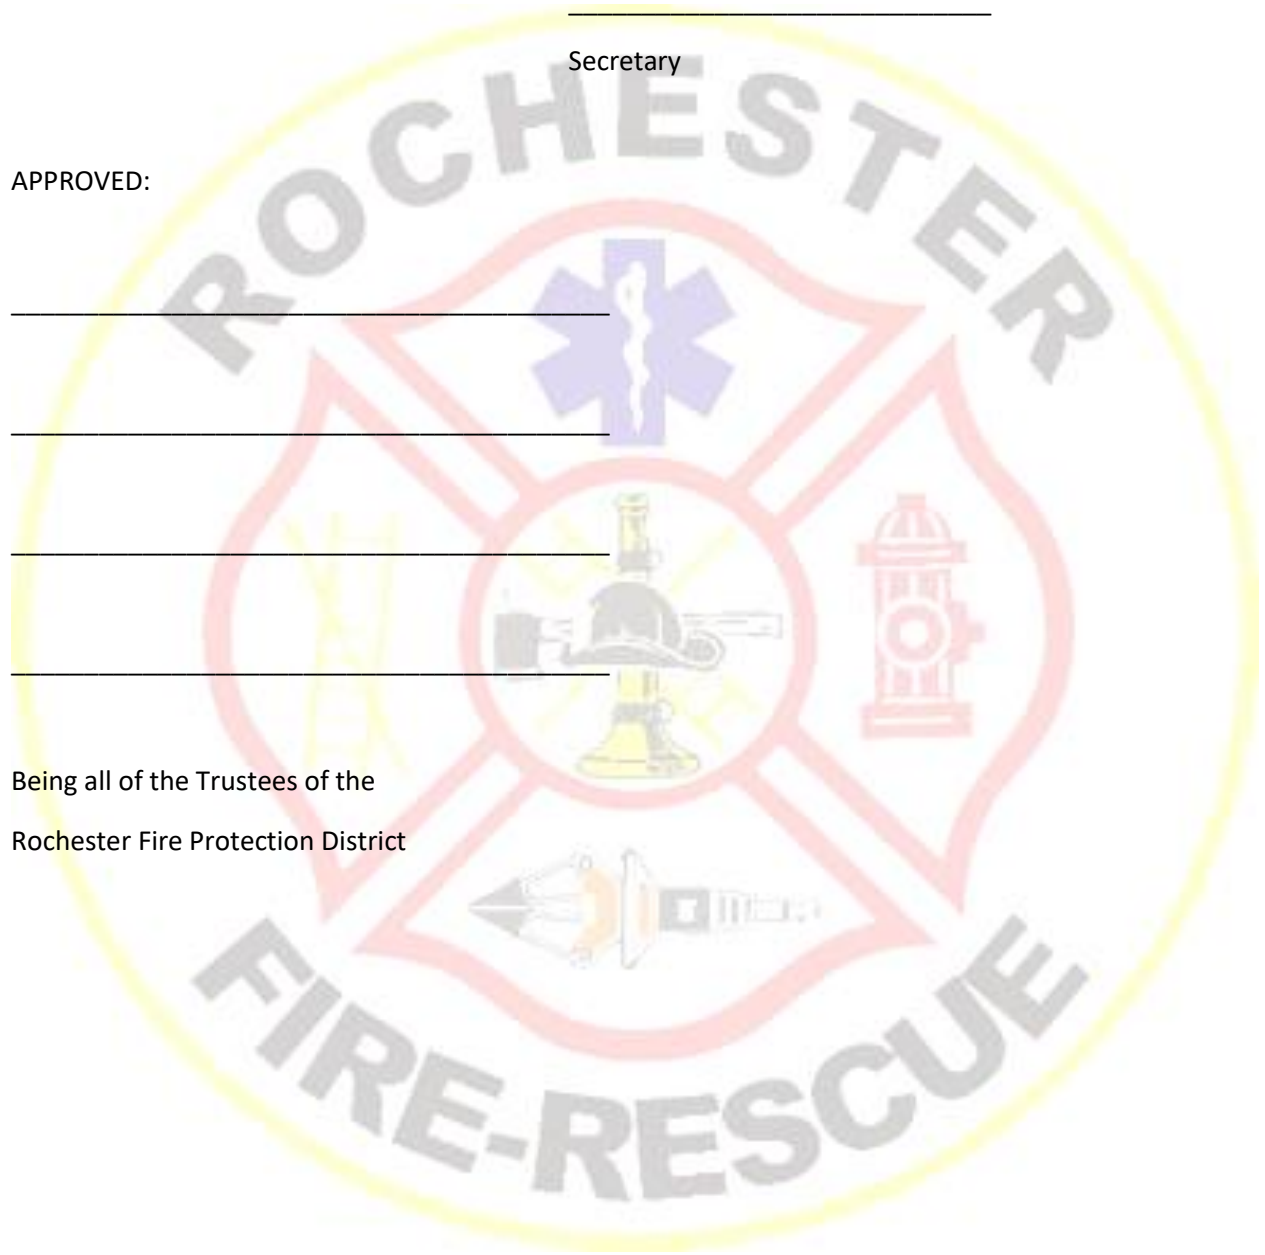 Secretary
APPROVED:
Being all of the Trustees of the
Rochester Fire Protection District
ROCHESTER
FIRE-RESCUE